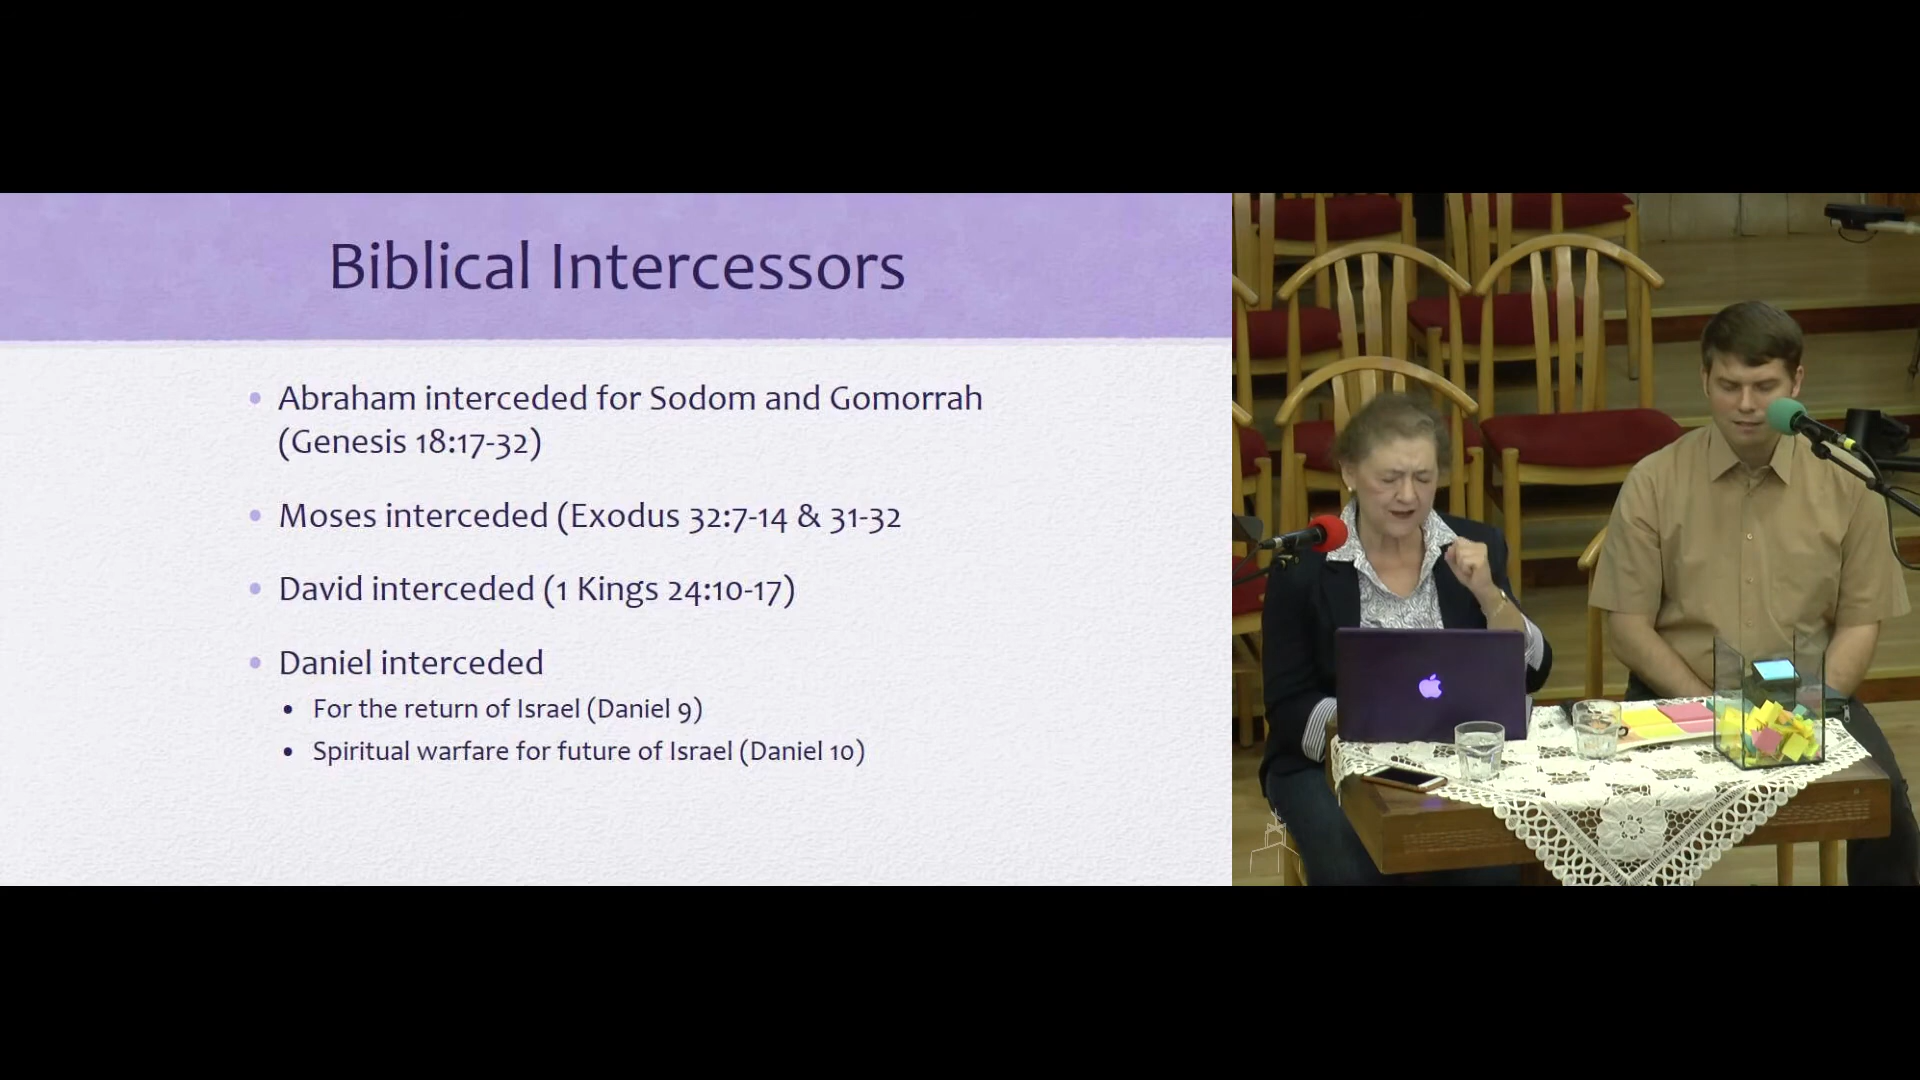 Biblical Intercessors
• Abraham interceded for Sodom and Gomorrah
(Genesis 18:17-32)
• Moses interceded (Exodus 32:7-14 & 31-32
• David interceded (1 Kings 24:10-17)
• Daniel interceded
• For the return of Israel (Daniel 9)
• Spiritual warfare for future of Israel (Daniel 10)